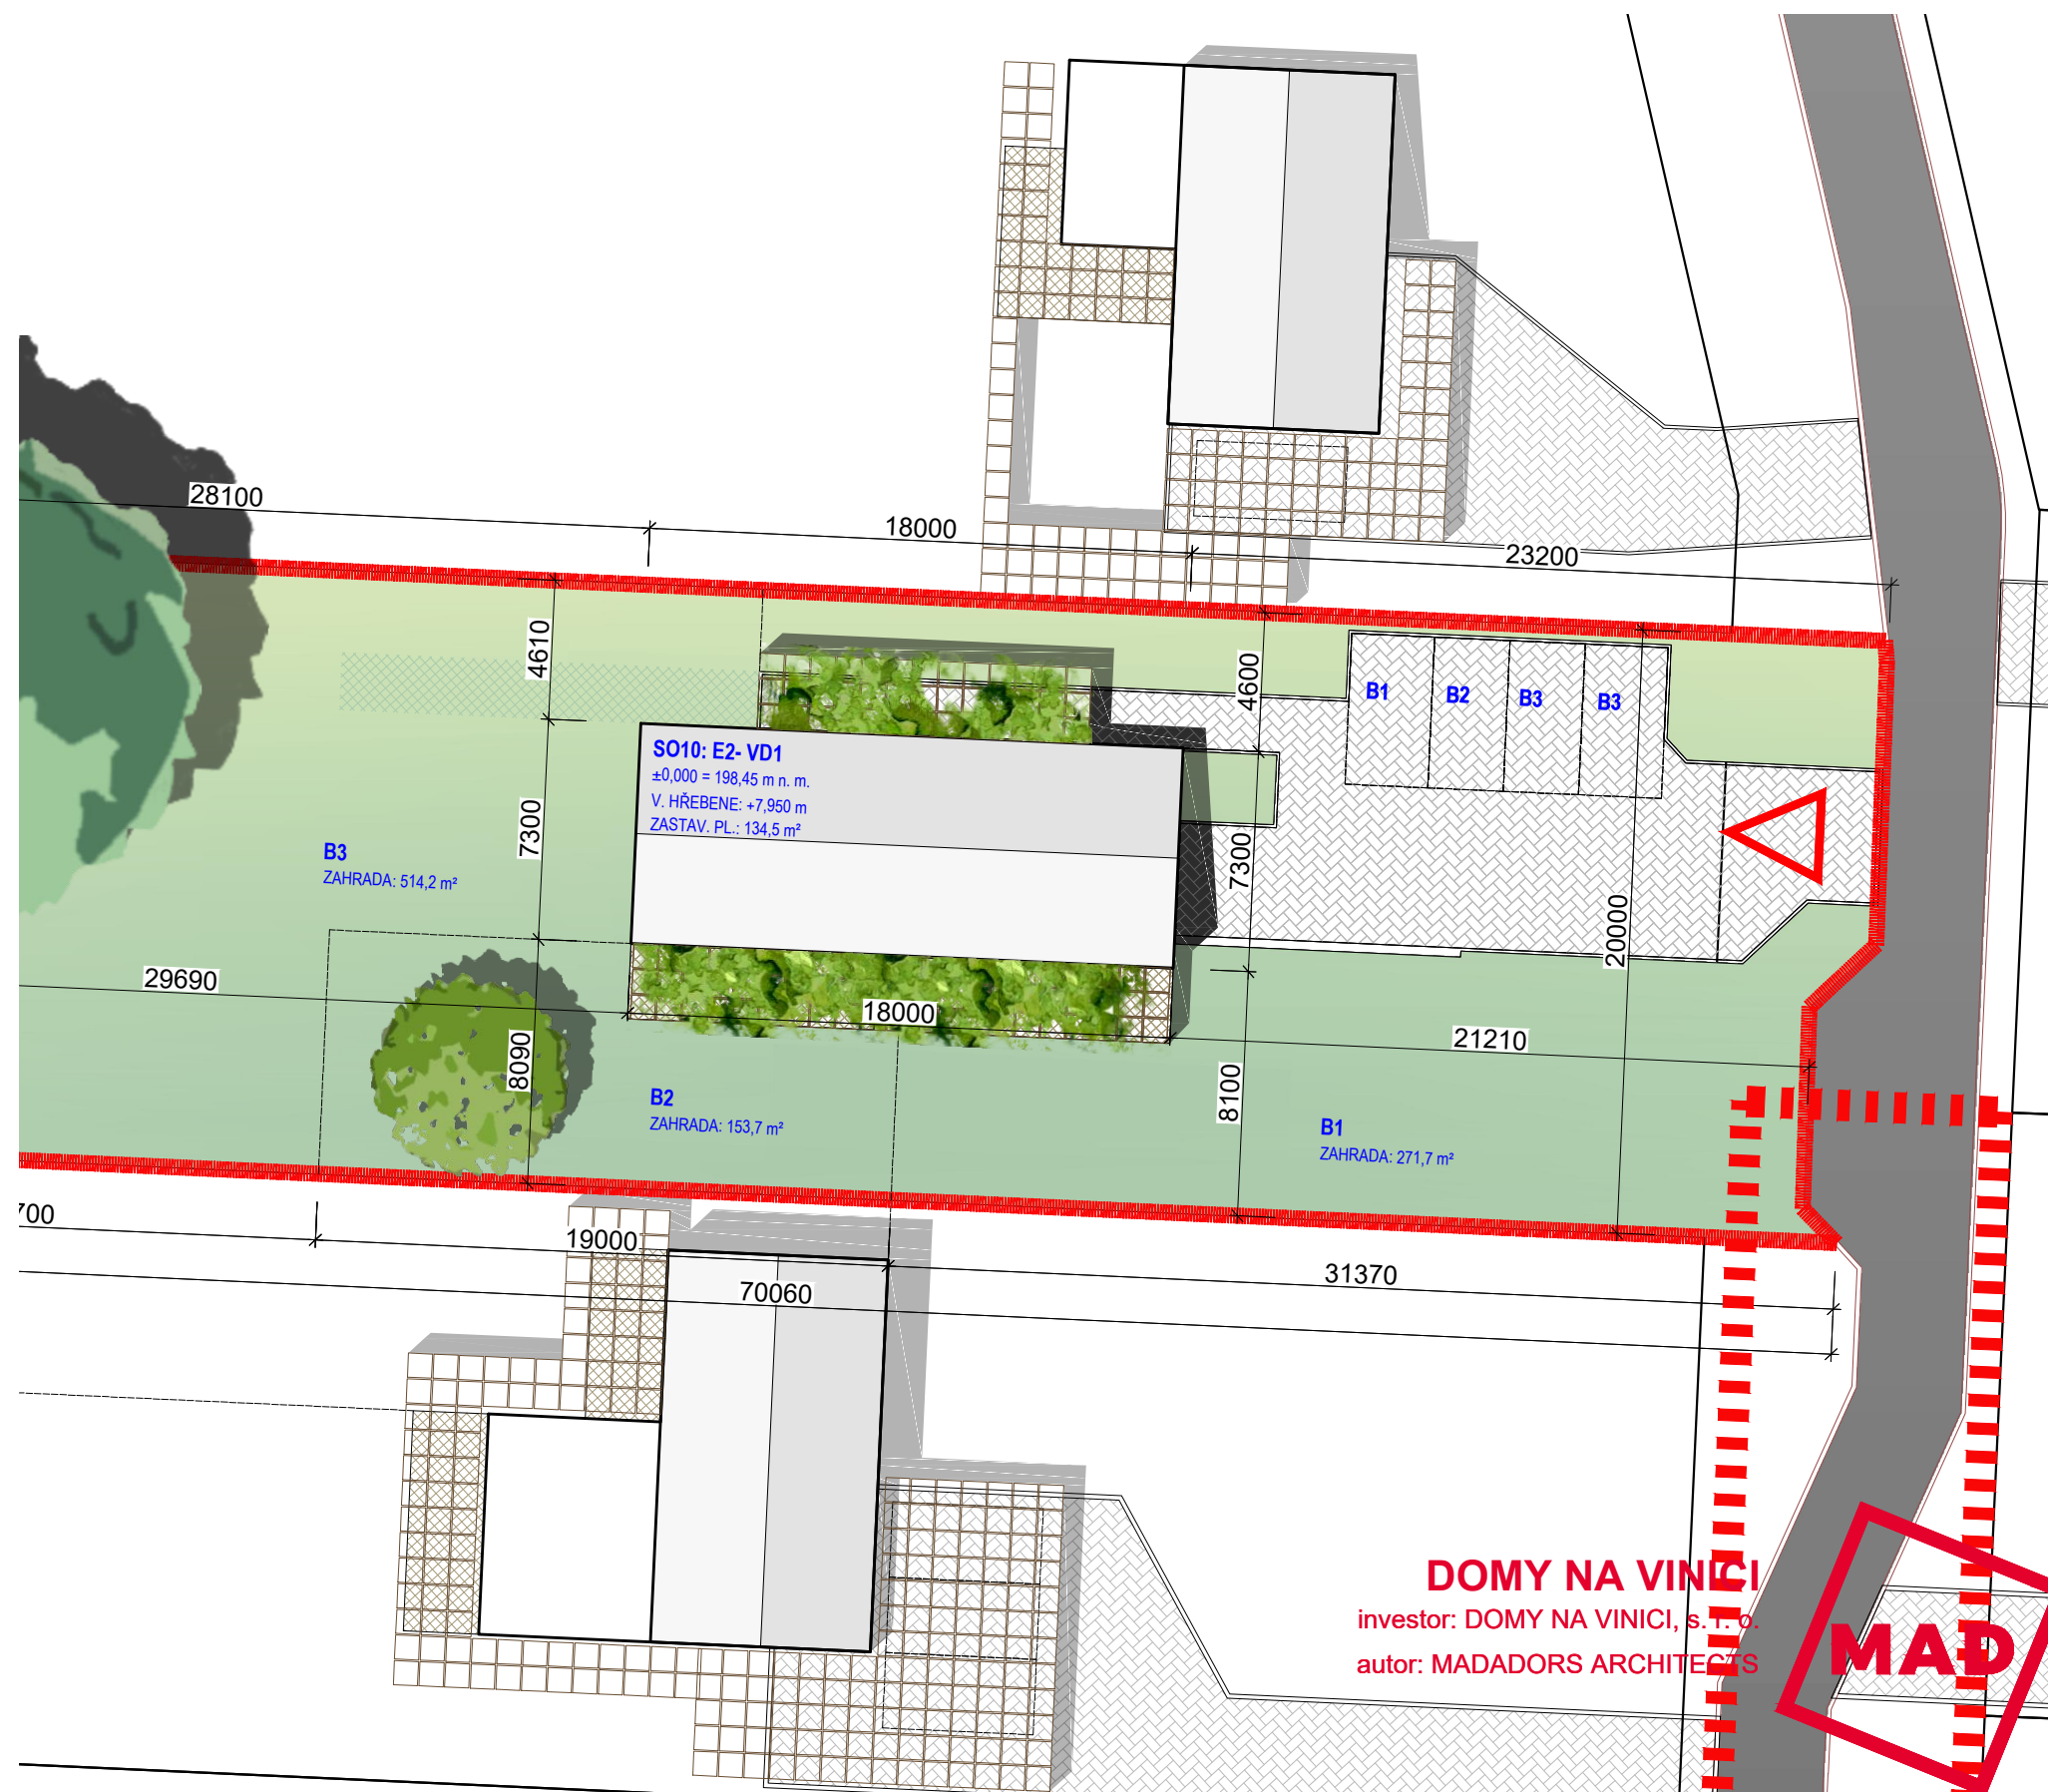 28100
18000
23200
4610
4600
B1
B2
B3
B3
SO10: E2- VD1
±0,000 = 198,45 m n. m.
V. HŘEBENE: +7,950 m
ZASTAV. PL.: 134,5 m²
7300
7300
B3
ZAHRADA: 514,2 m²
20000
29690
18000
21210
8090
8100
B2
ZAHRADA: 153,7 m²
B1
ZAHRADA: 271,7 m²
700
19000
31370
70060
DOMY NA VINICI
investor: DOMY NA VINICI, s. r. o.
autor: MADADORS ARCHITECTS
MAD